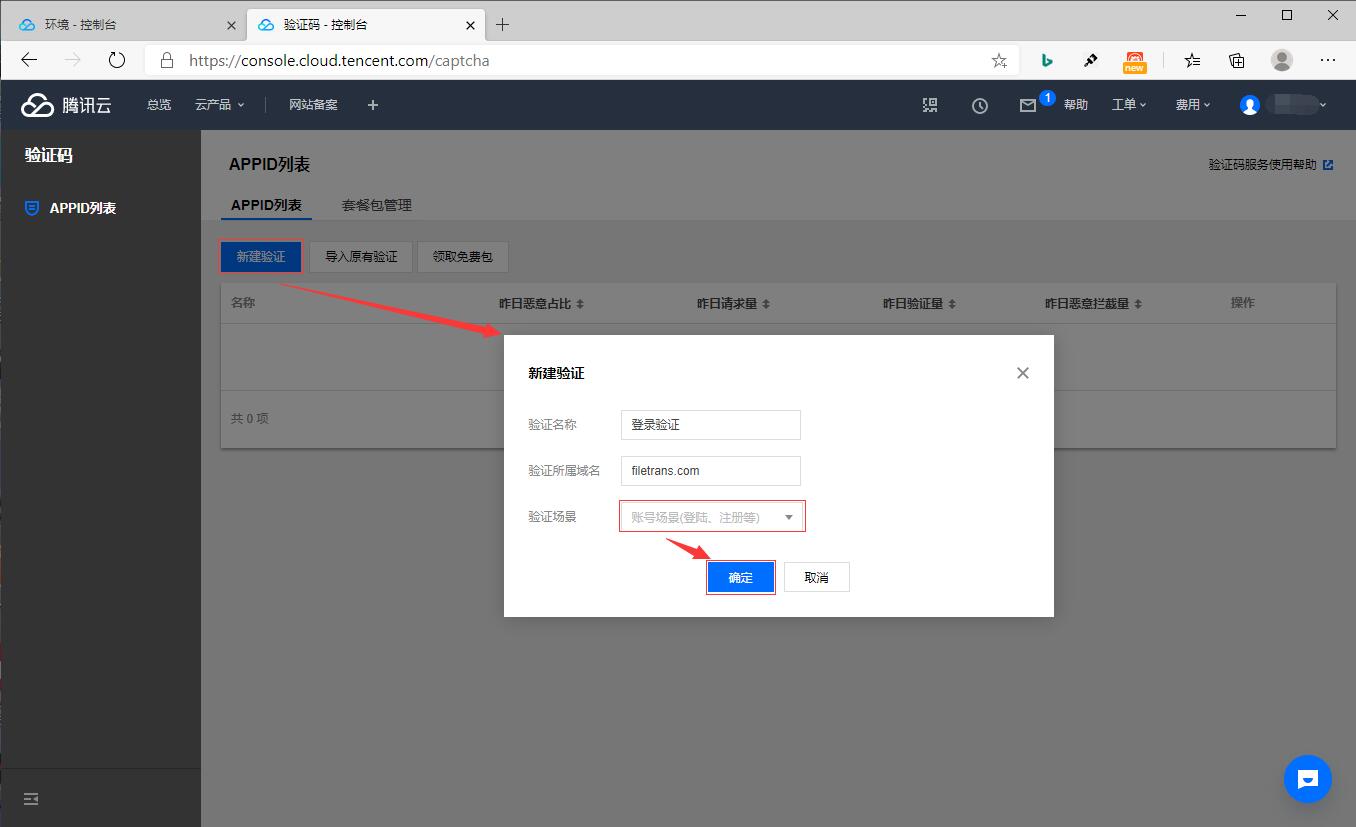 环境 - 控制台
验证码 - 控制台
https://console.cloud.tencent.com/captcha
new
腾讯云
总览
云产品
网站备案
1
帮助
工单
费用
验证码
APPID列表
APPID列表
验证码服务使用帮助
APPID列表
套餐包管理
新建验证
导入原有验证
领取免费包
名称
昨日恶意占比
昨日请求量
昨日验证量
昨日恶意拦截量
操作
共 0 项
新建验证
验证名称
登录验证
验证所属域名
filetrans.com
验证场景
账号场景(登陆、注册等)
确定
取消